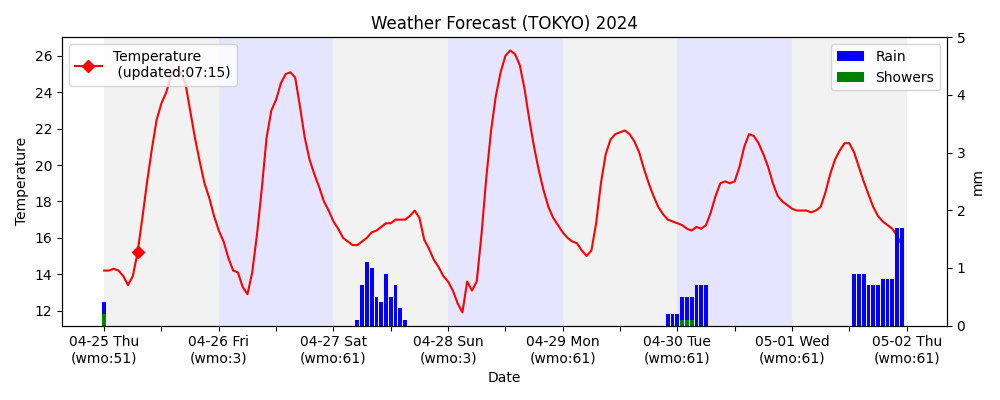 Weather Forecast (TOKYO) 2024
Temperature
(updated:07:15)
Rain
Showers
26
24
22
20
18
16
14
12
Temperature
5
4
3
2
1
0
mm
04-25 Thu
(wmo:51)
04-26 Fri
(wmo:3)
04-27 Sat
(wmo:61)
04-28 Sun
(wmo:3)
04-29 Mon
(wmo:61)
04-30 Tue
(wmo:61)
05-01 Wed
(wmo:61)
05-02 Thu
(wmo:61)
Date